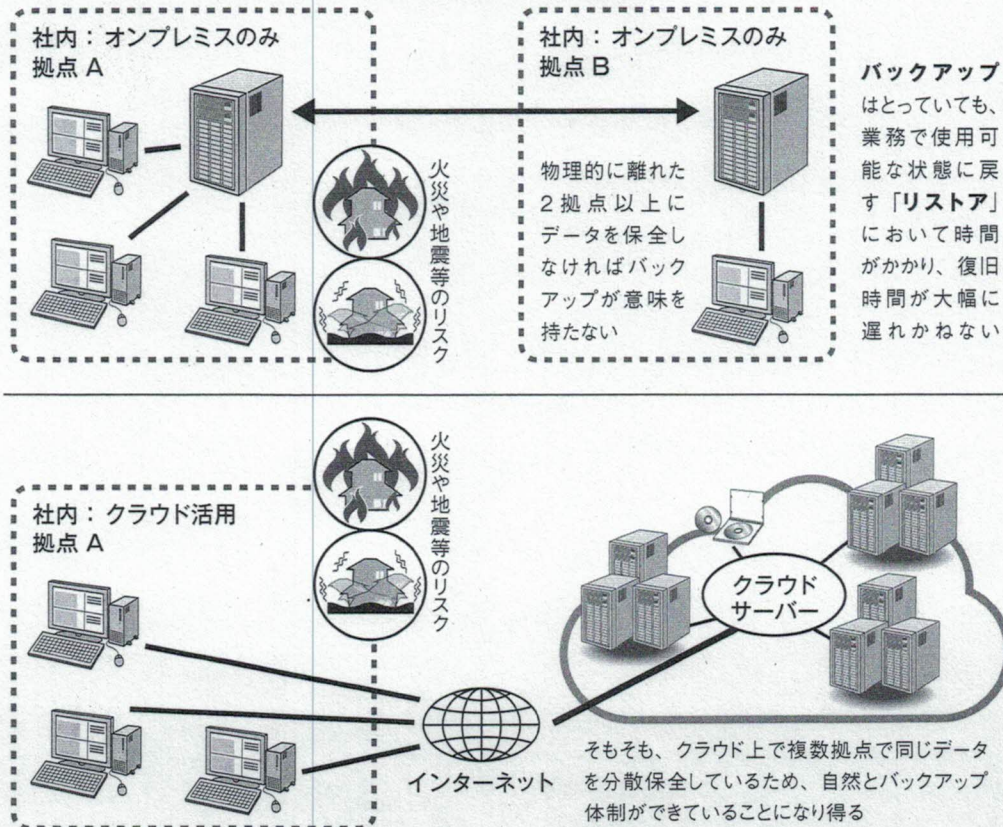 社内：オンプレミスのみ
拠点 A
火災や地震等のリスク
社内：オンプレミスのみ
拠点 B
物理的に離れた
2 拠点以上に
データを保全し
なければバック
アップが意味を
持たない
バックアップ
はとっていても、
業務で使用可
能な状態に戻
す「リストア」
において時間
がかかり、復旧
時間が大幅に
遅れかねない
社内：クラウド活用
拠点 A
火災や地震等のリスク
インターネット
クラウド
サーバー
そもそも、クラウド上で複数拠点で同じデータ
を分散保全しているため、自然とバックアップ
体制ができていることになり得る